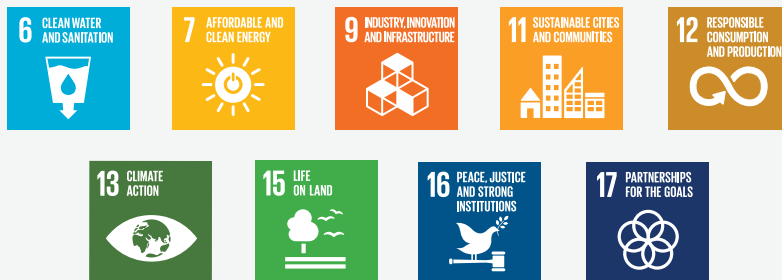 6 CLEAN WATER
AND SANITATION
7 AFFORDABLE AND
CLEAN ENERGY
9 INDUSTRY, INNOVATION
AND INFRASTRUCTURE
11 SUSTAINABLE CITIES
AND COMMUNITIES
12 RESPONSIBLE
CONSUMPTION
AND PRODUCTION
13 CLIMATE
ACTION
15 LIFE
ON LAND
16 PEACE, JUSTICE
AND STRONG
INSTITUTIONS
17 PARTNERSHIPS
FOR THE GOALS